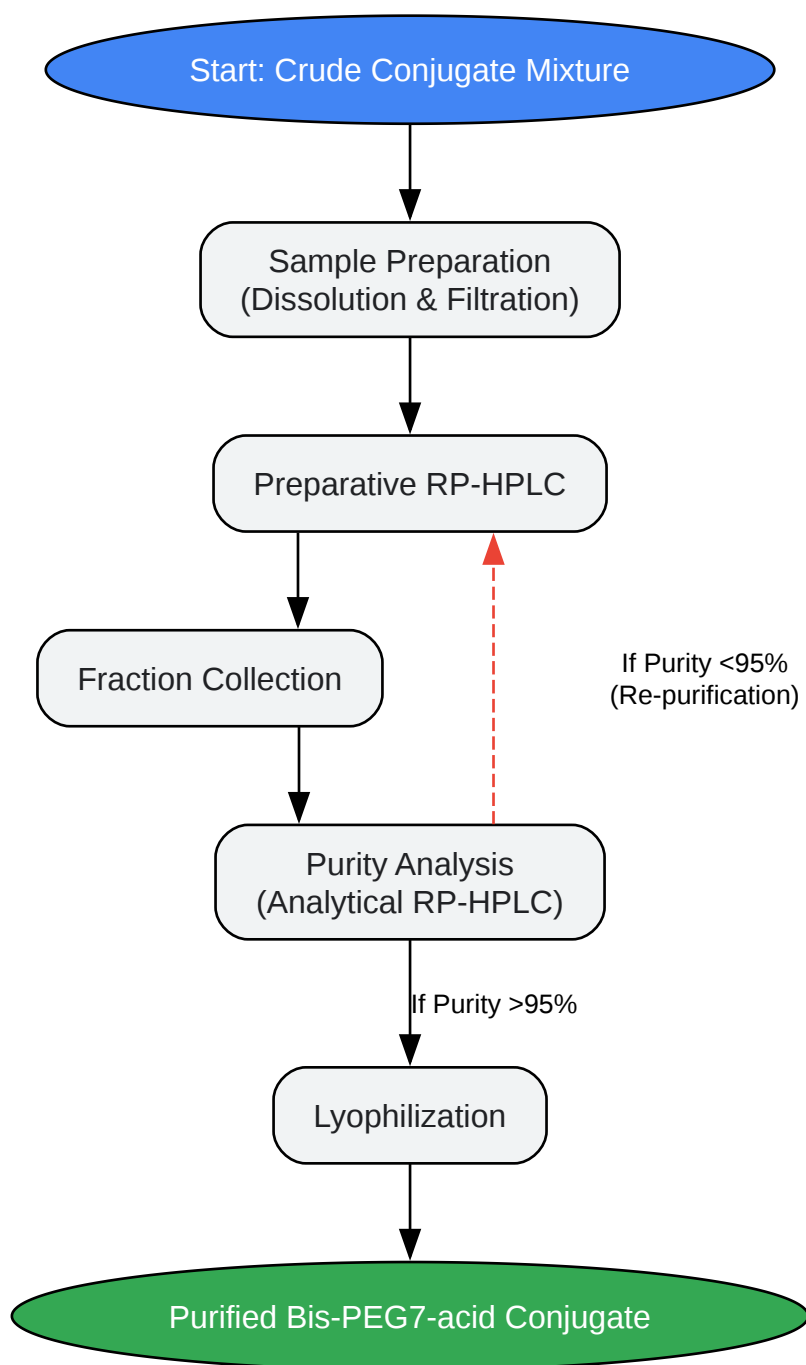 Start: Crude Conjugate Mixture
Sample Preparation
(Dissolution & Filtration)
Preparative RP-HPLC
Fraction Collection
If Purity <95%
(Re-purification)
Purity Analysis
(Analytical RP-HPLC)
If Purity >95%
Lyophilization
Purified Bis-PEG7-acid Conjugate